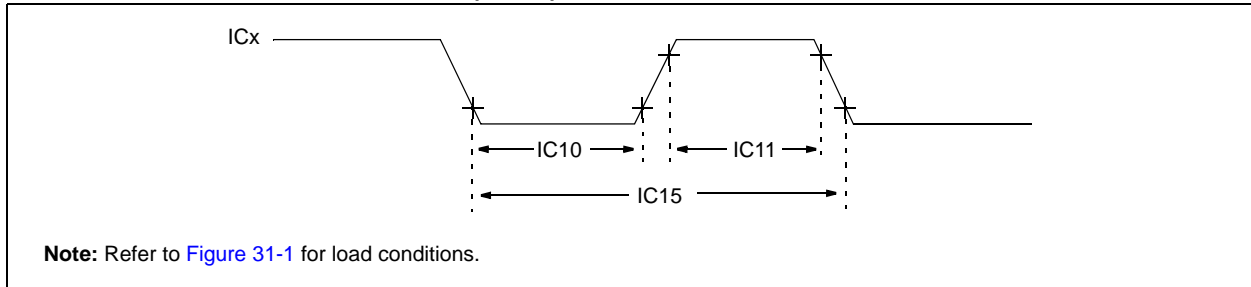 ICx
IC10
IC11
IC15
Note: Refer to Figure 31-1 for load conditions.